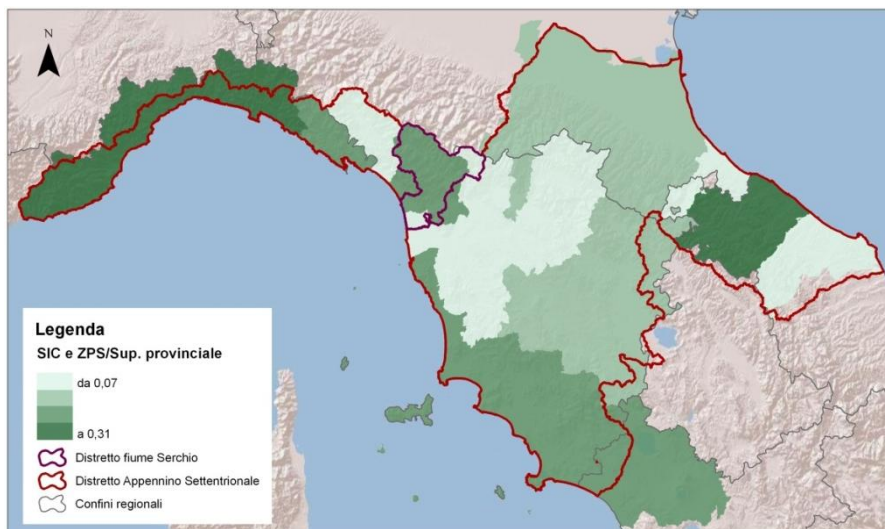 N
Legenda
SIC e ZPS/Sup. provinciale
da 0,07
a 0,31
Distretto fiume Serchio
Distretto Appennino Settentrionale
Confini regionali